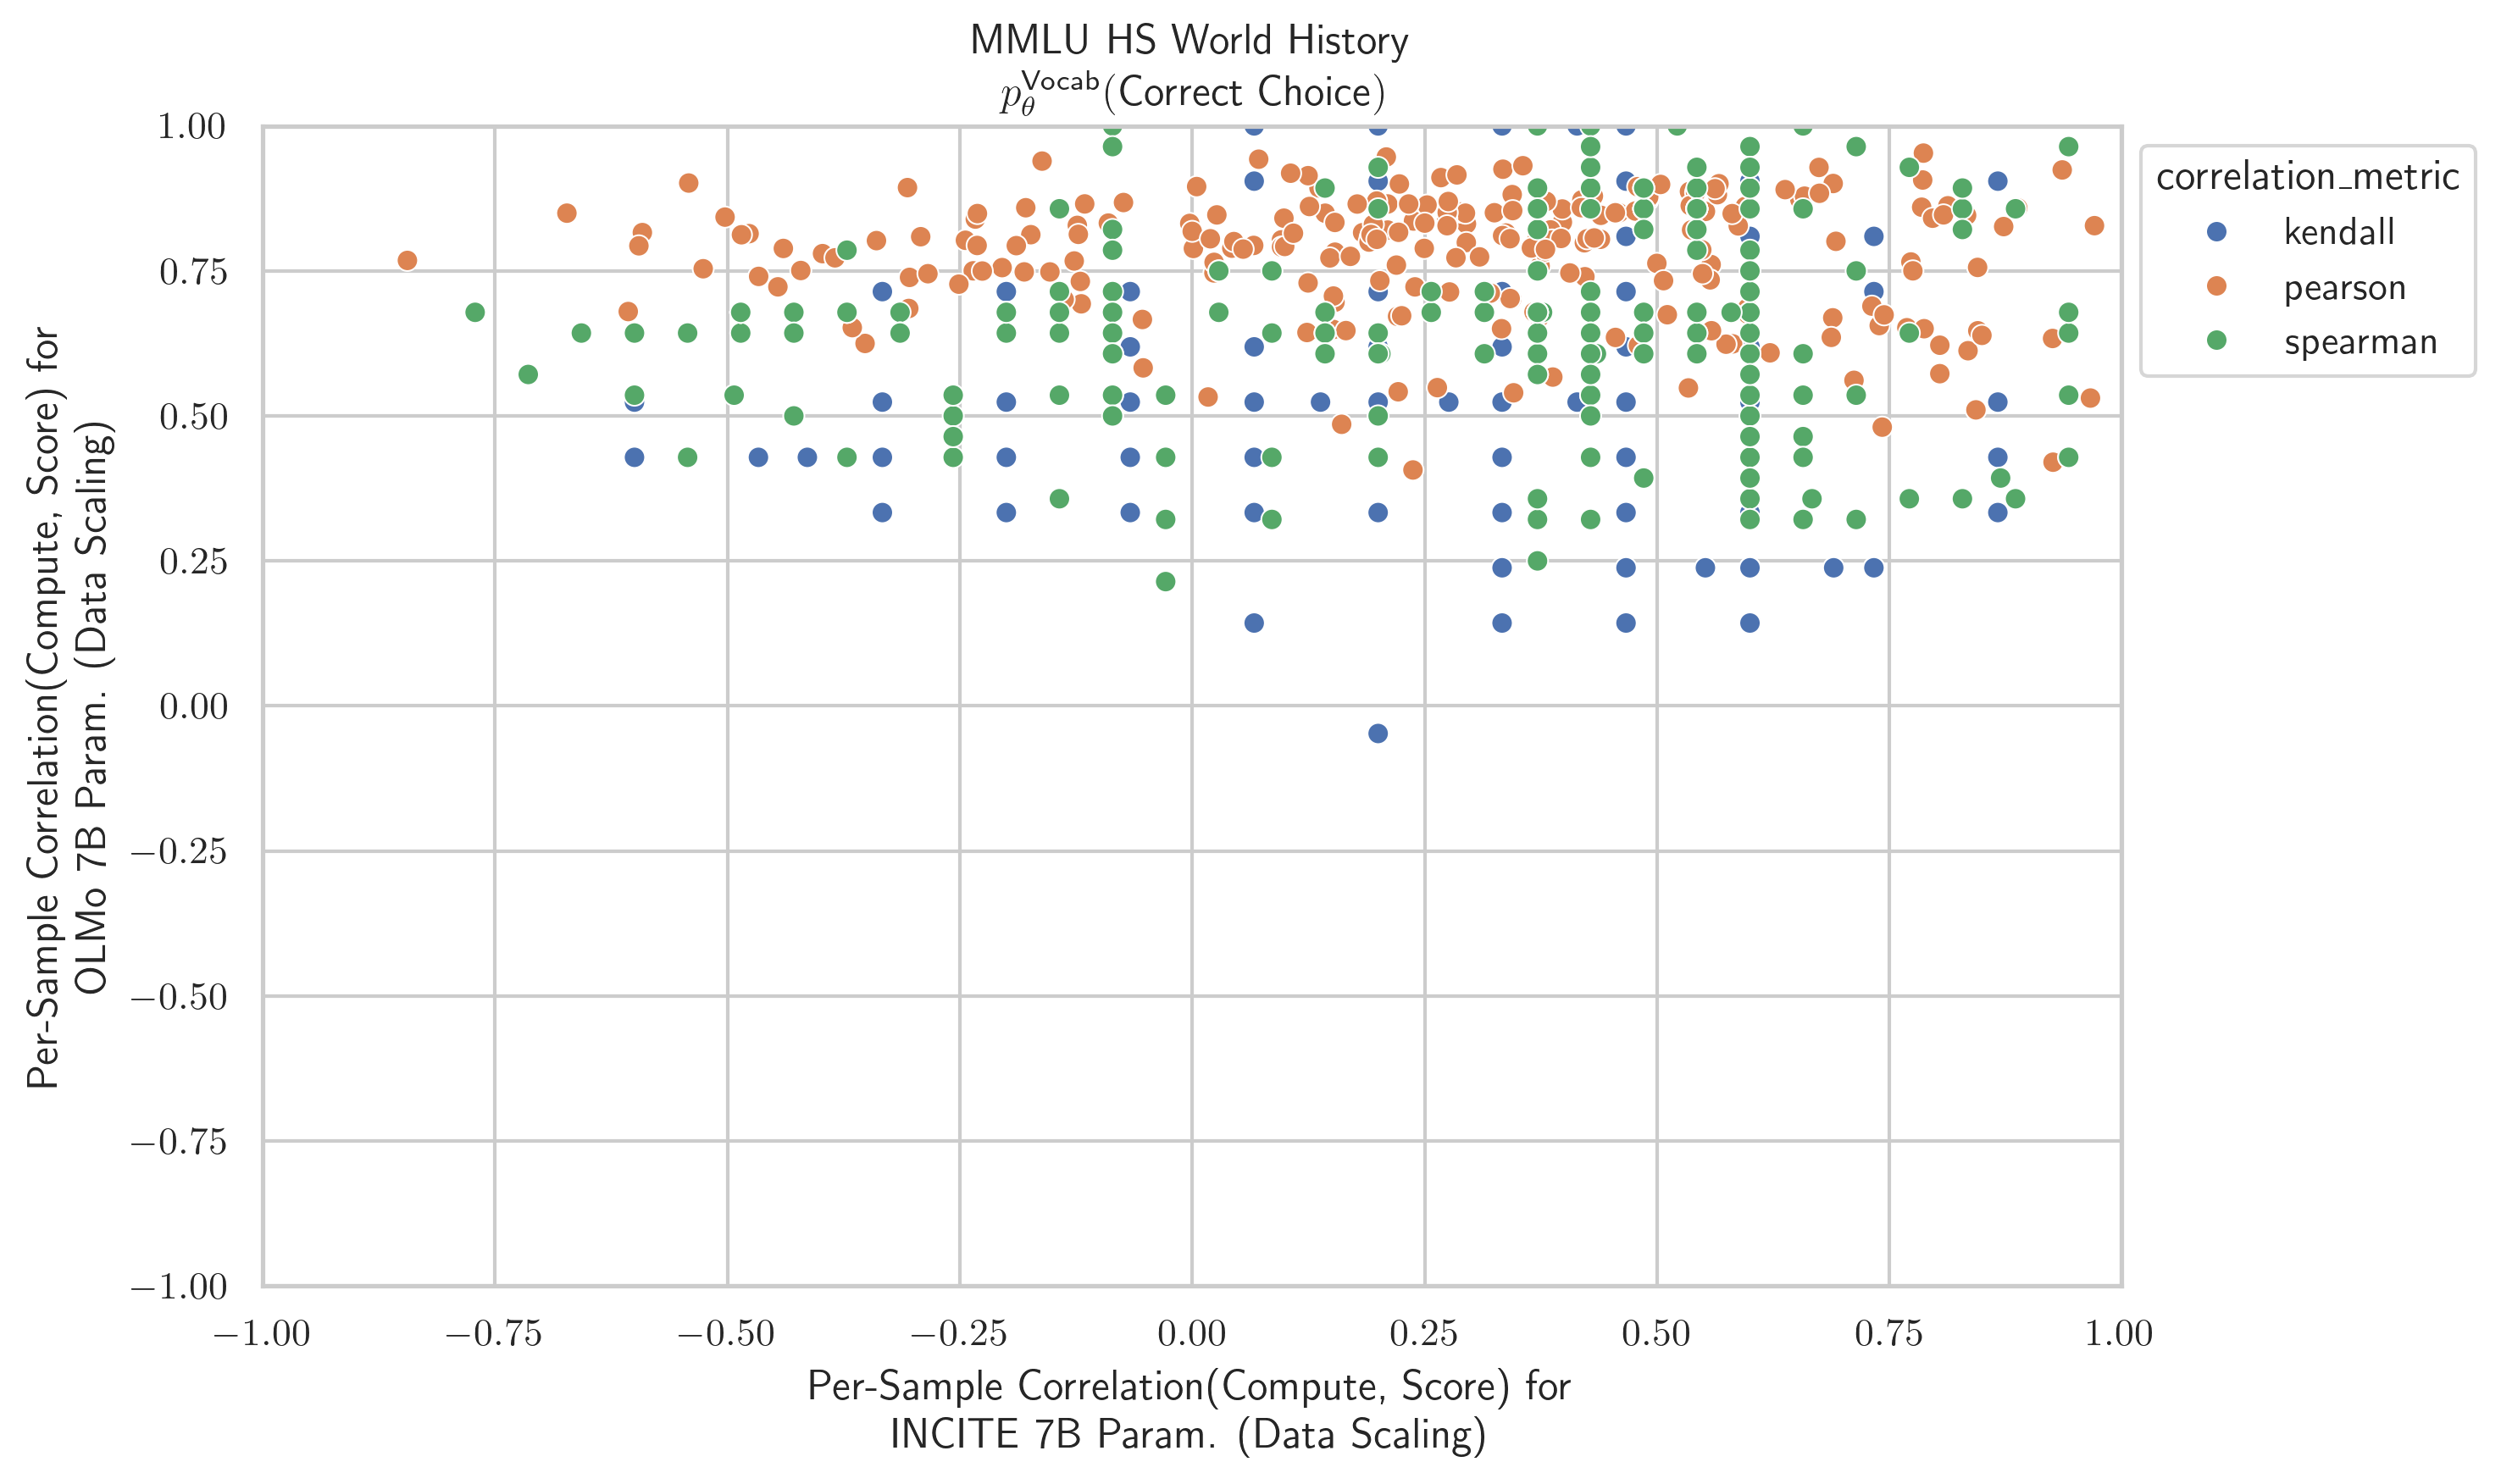 MMLU HS World History
p_θ^Vocab(Correct Choice)
1.00
0.75
0.50
0.25
0.00
−0.25
−0.50
−0.75
−1.00
Per-Sample Correlation(Compute, Score) for
OLMo 7B Param. (Data Scaling)
correlation_metric
kendall
pearson
spearman
−1.00 −0.75 −0.50 −0.25 0.00 0.25 0.50 0.75 1.00
Per-Sample Correlation(Compute, Score) for
INCITE 7B Param. (Data Scaling)